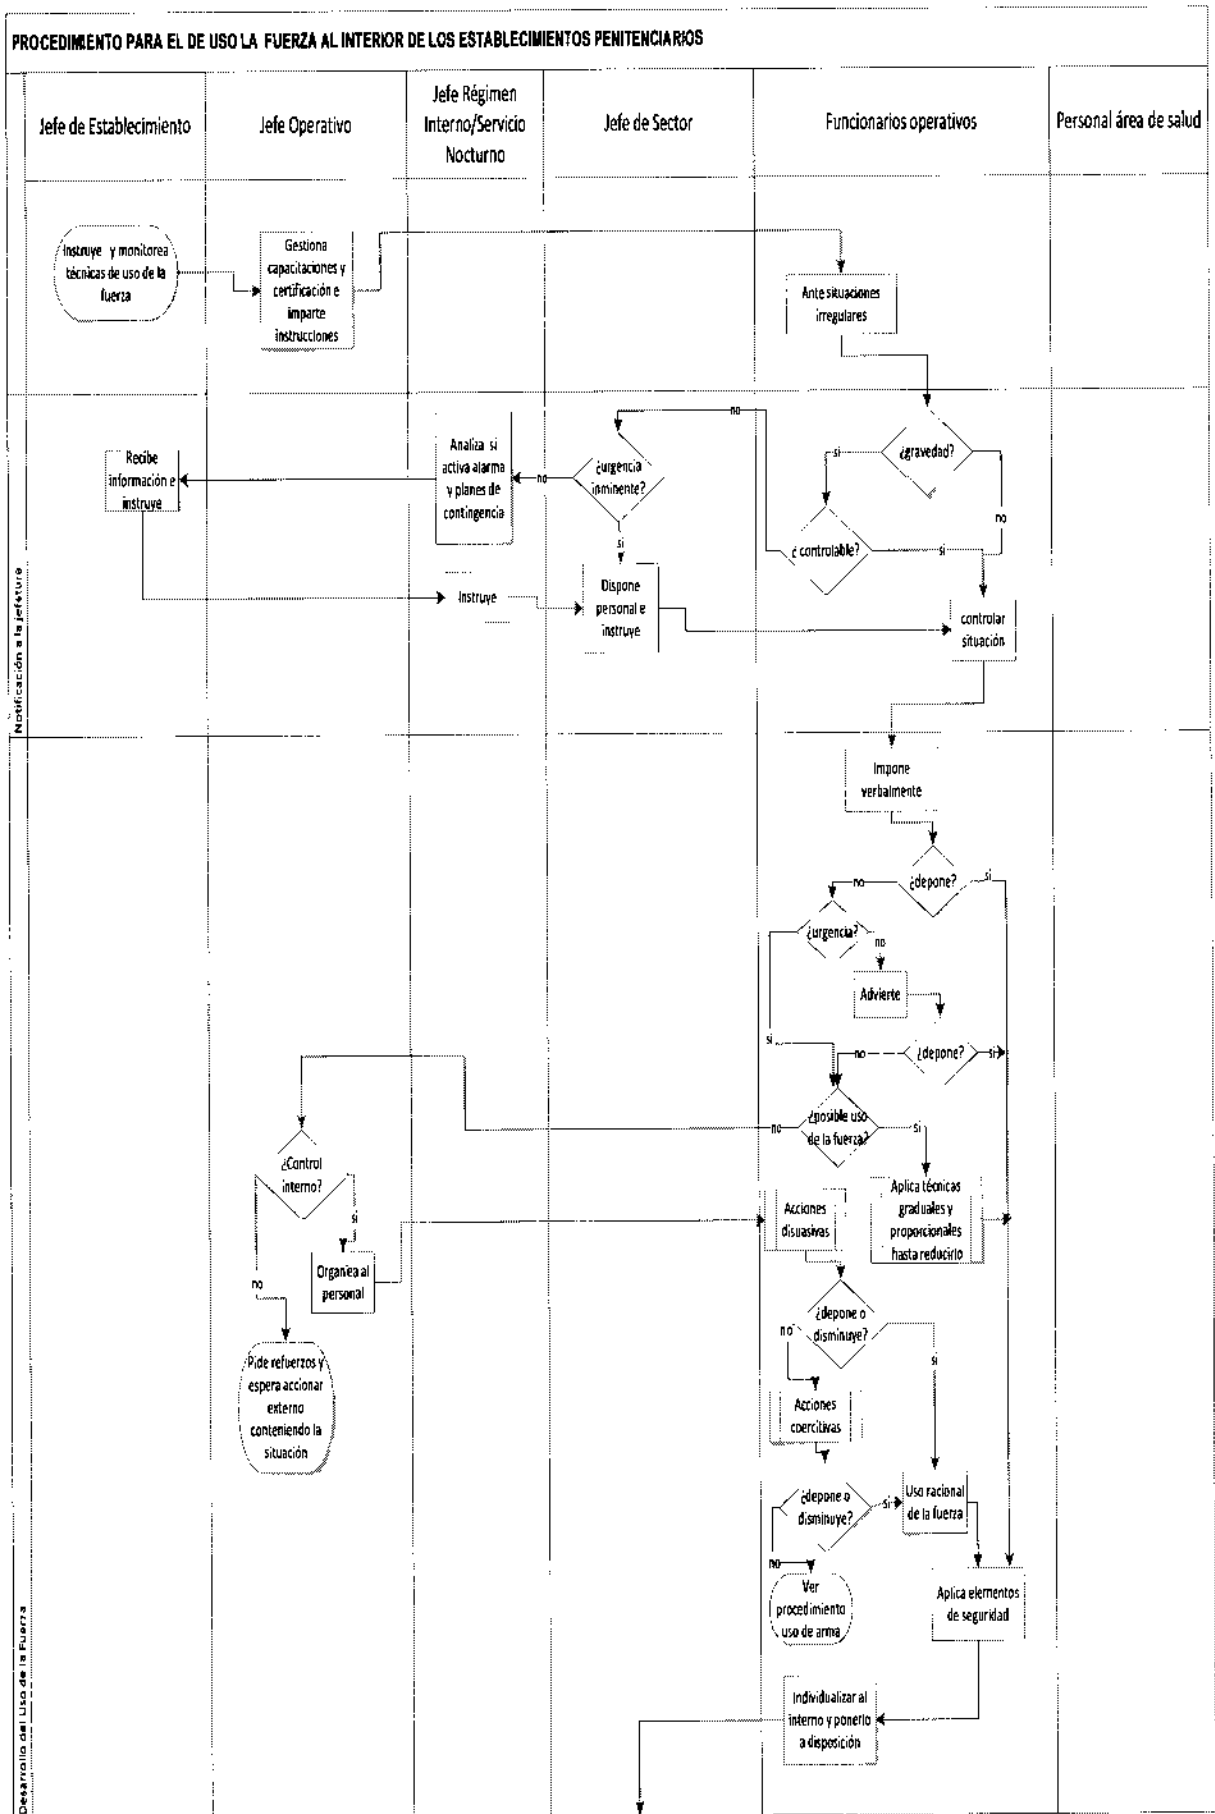 PROCEDIMIENTO PARA EL DE USO LA FUERZA AL INTERIOR DE LOS ESTABLECIMIENTOS PENITENCIARIOS
Jefe de Establecimiento
Jefe Operativo
Jefe Régimen
Interno/Servicio
Nocturno
Jefe de Sector
Funcionarios operativos
Personal área de salud
Instruye y monitorea
técnicas de uso de la
fuerza
Gestiona
capacitaciones y
certificación e
imparte
instrucciones
Ante situaciones
irregulares
Notificación a la jefatura
¿gravedad?
si
no
¿controlable?
no
si
¿urgencia
inminente?
no
si
Analiza si
activa alarma
y planes de
contingencia
Recibe
información e
instruye
Instruye
Dispone
personal e
instruye
controlar
situación
Desarrollo del Uso de la Fuerza
Impone
verbalmente
¿depone?
no
si
¿urgencia?
no
si
Advierte
¿depone?
no
si
¿posible uso
de la fuerza?
no
si
¿Control
interno?
si
no
Organiza al
personal
Pide refuerzos y
espera accionar
externo
conteniendo la
situación
Acciones
disuasivas
Aplica técnicas
graduales y
proporcionales
hasta reducirlo
¿depone o
disminuye?
no
si
Acciones
coercitivas
¿depone o
disminuye?
si
no
Uso racional
de la fuerza
Ver
procedimiento
uso de arma
Aplica elementos
de seguridad
Individualizar al
interno y ponerlo
a disposición